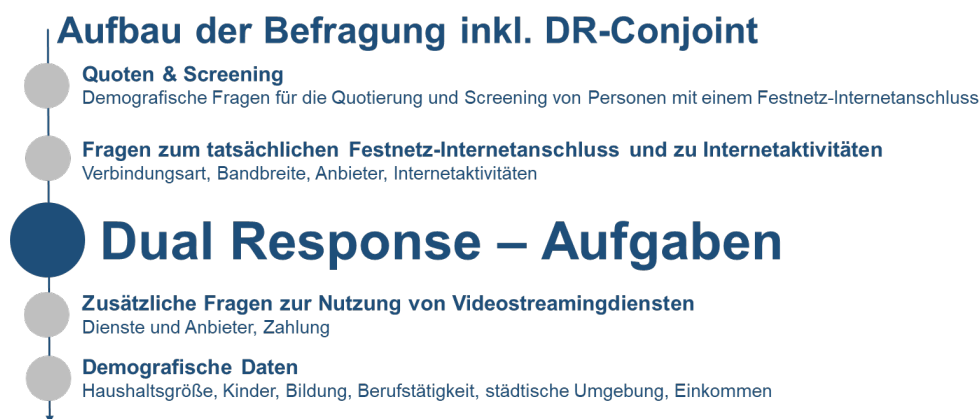 Aufbau der Befragung inkl. DR-Conjoint
Quoten & Screening
Demografische Fragen für die Quotierung und Screening von Personen mit einem Festnetz-Internetanschluss
Fragen zum tatsächlichen Festnetz-Internetanschluss und zu Internetaktivitäten
Verbindungsart, Bandbreite, Anbieter, Internetaktivitäten
Dual Response – Aufgaben
Zusätzliche Fragen zur Nutzung von Videostreamingdiensten
Dienste und Anbieter, Zahlung
Demografische Daten
Haushaltsgröße, Kinder, Bildung, Berufstätigkeit, städtische Umgebung, Einkommen